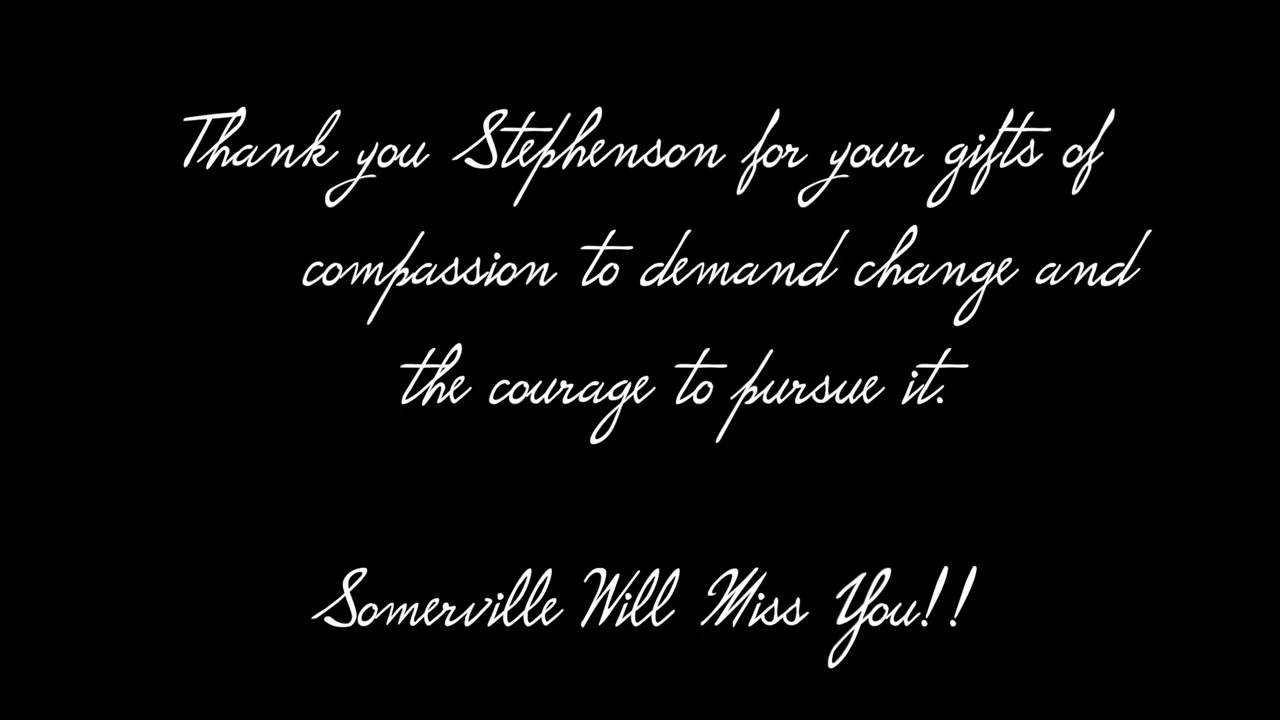 Thank you Stephenson for your gifts of
compassion to demand change and
the courage to pursue it.
Somerville Will Miss You!!